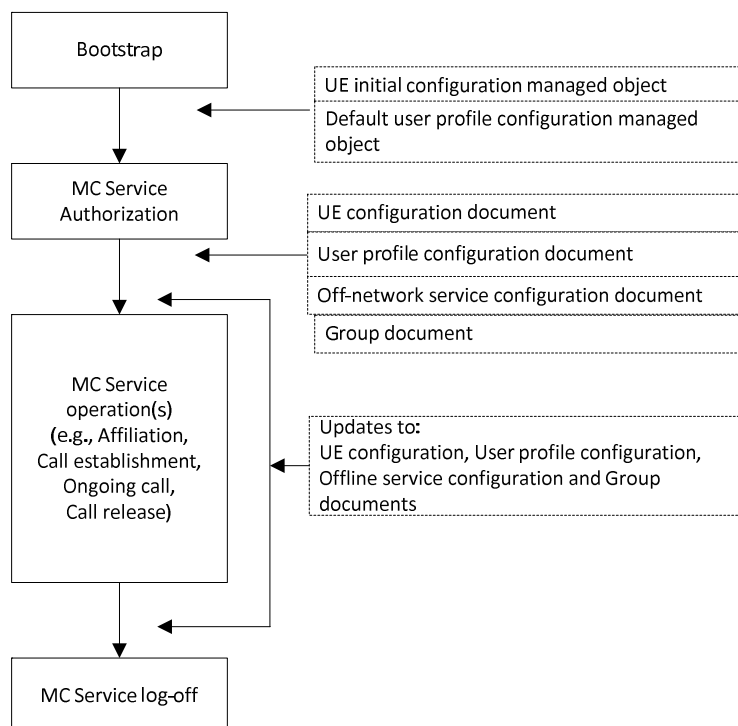 Bootstrap
UE initial configuration managed object
Default user profile configuration managed
object
MC Service
Authorization
UE configuration document
User profile configuration document
Off-network service configuration document
Group document
MC Service
operation(s)
(e.g., Affiliation,
Call establishment,
Ongoing call,
Call release)
Updates to:
UE configuration, User profile configuration,
Offline service configuration and Group
documents
MC Service log-off